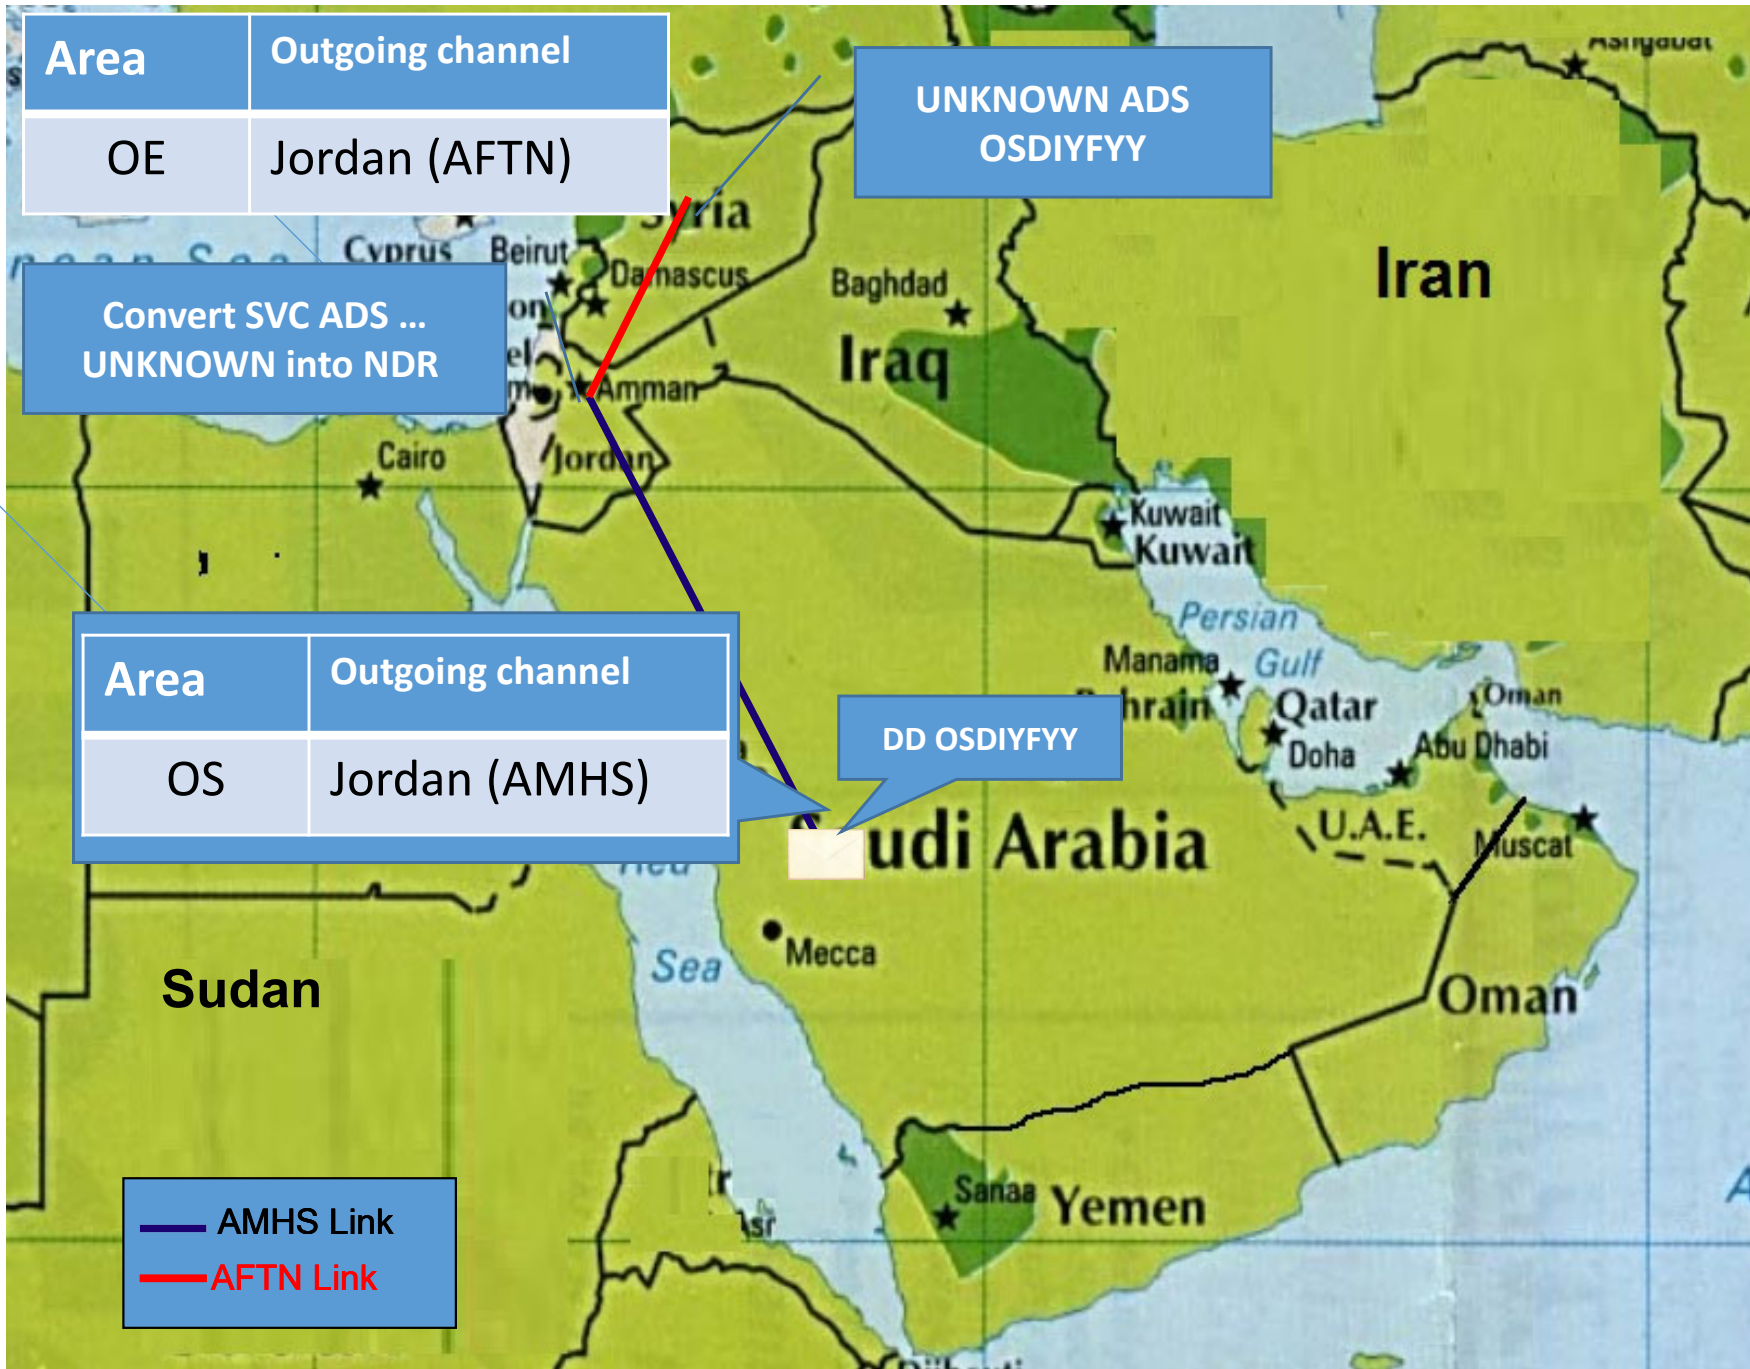 Area
Outgoing channel
OE
Jordan (AFTN)
UNKNOWN ADS
OSDIYFYY
Convert SVC ADS ...
UNKNOWN into NDR
Syria
Cyprus
Beirut
Damascus
Baghdad
Iran
Iraq
Amman
Cairo
Jordan
Kuwait
Kuwait
Persian
Gulf
Manama
Qatar
Oman
Doha
Abu Dhabi
Area
Outgoing channel
OS
Jordan (AMHS)
DD OSDIYFYY
udi Arabia
U.A.E.
Muscat
Mecca
Sea
Sudan
Oman
Sanaa
Yemen
AMHS Link
AFTN Link